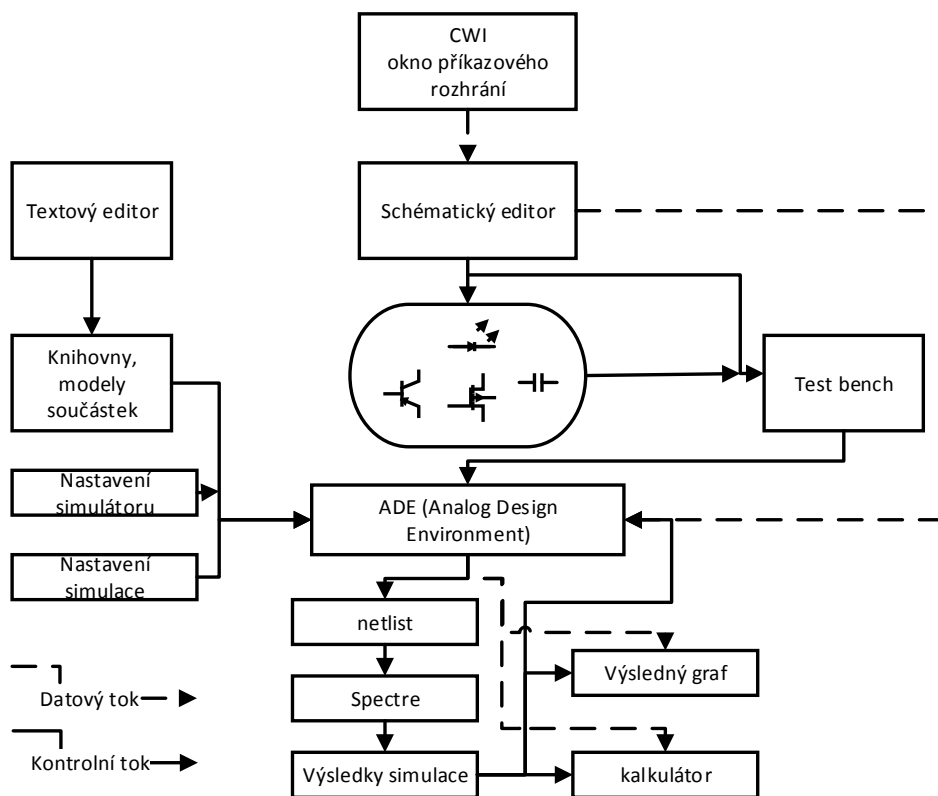 CWI
okno příkazového
rozhrání
Textový editor
Schématický editor
Knihovny,
modely
součástek
Test bench
Nastavení
simulátoru
ADE (Analog Design
Environment)
Nastavení
simulace
netlist
Výsledný graf
Datový tok
Spectre
Kontrolní tok
Výsledky simulace
kalkulátor